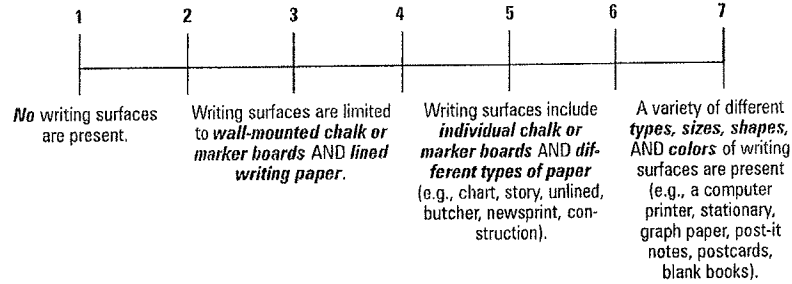 1 2 3 4 5 6 7
No writing surfaces
are present.
Writing surfaces are limited
to wall-mounted chalk or
marker boards AND lined
writing paper.
Writing surfaces include
individual chalk or
marker boards AND dif-
ferent types of paper
(e.g., chart, story, unlined,
butcher, newsprint, con-
struction).
A variety of different
types, sizes, shapes,
AND colors of writing
surfaces are present
(e.g., a computer
printer, stationary,
graph paper, post-it
notes, postcards,
blank books).